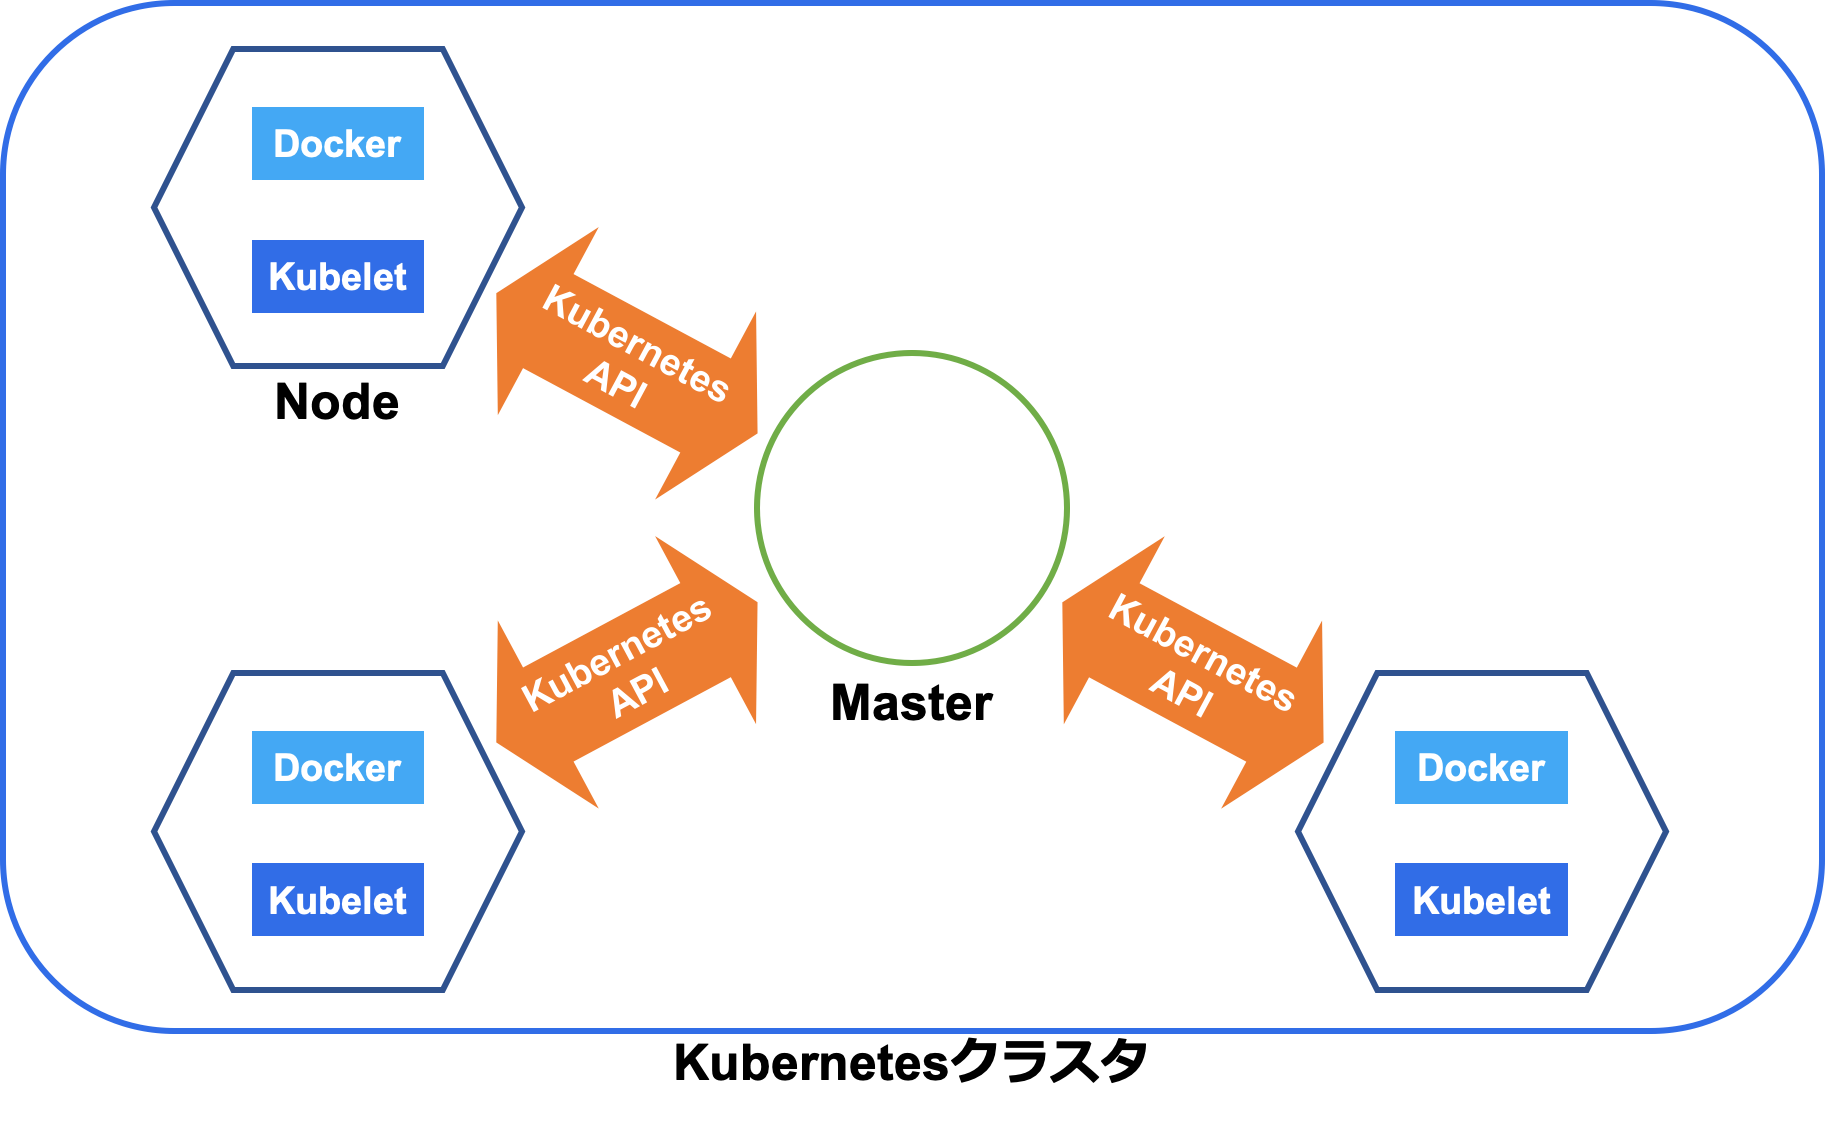 Docker
Kubelet
Node
Kubernetes
API
Master
Kubernetes
API
Kubernetes
API
Docker
Kubelet
Docker
Kubelet
Kubernetesクラスタ